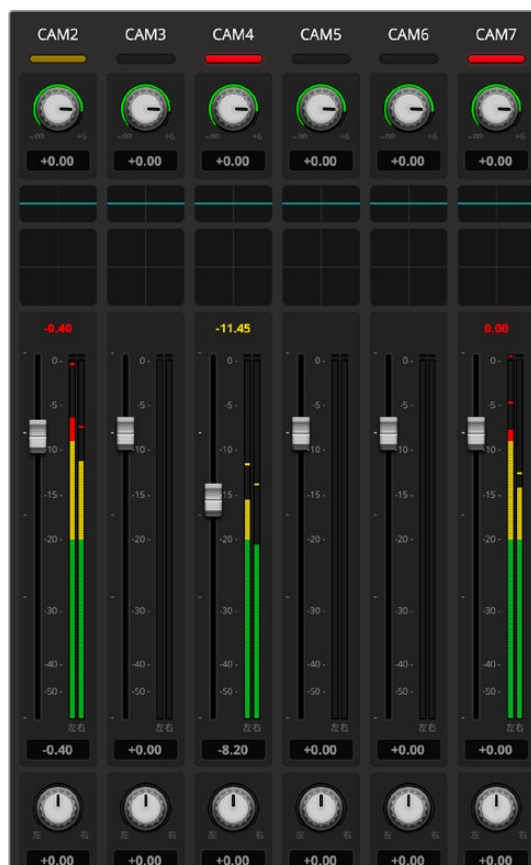 CAM2 CAM3 CAM4 CAM5 CAM6 CAM7
-∞ +6 -∞ +6 -∞ +6 -∞ +6 -∞ +6 -∞ +6
+0.00 +0.00 +0.00 +0.00 +0.00 +0.00
-0.40 -11.45 0.00
0- 0- 0- 0- 0- 0-
-5- -5- -5- -5- -5- -5-
-10- -10- -10- -10- -10- -10-
-15- -15- -15- -15- -15- -15-
-20- -20- -20- -20- -20- -20-
-30- -30- -30- -30- -30- -30-
-40- -40- -40- -40- -40- -40-
-50- -50- -50- -50- -50- -50-
左右 左右 左右 左右 左右 左右
-0.40 +0.00 -8.20 +0.00 +0.00 +0.00
左 右 左 右 左 右 左 右 左 右 左 右
+0.00 +0.00 +0.00 +0.00 +0.00 +0.00